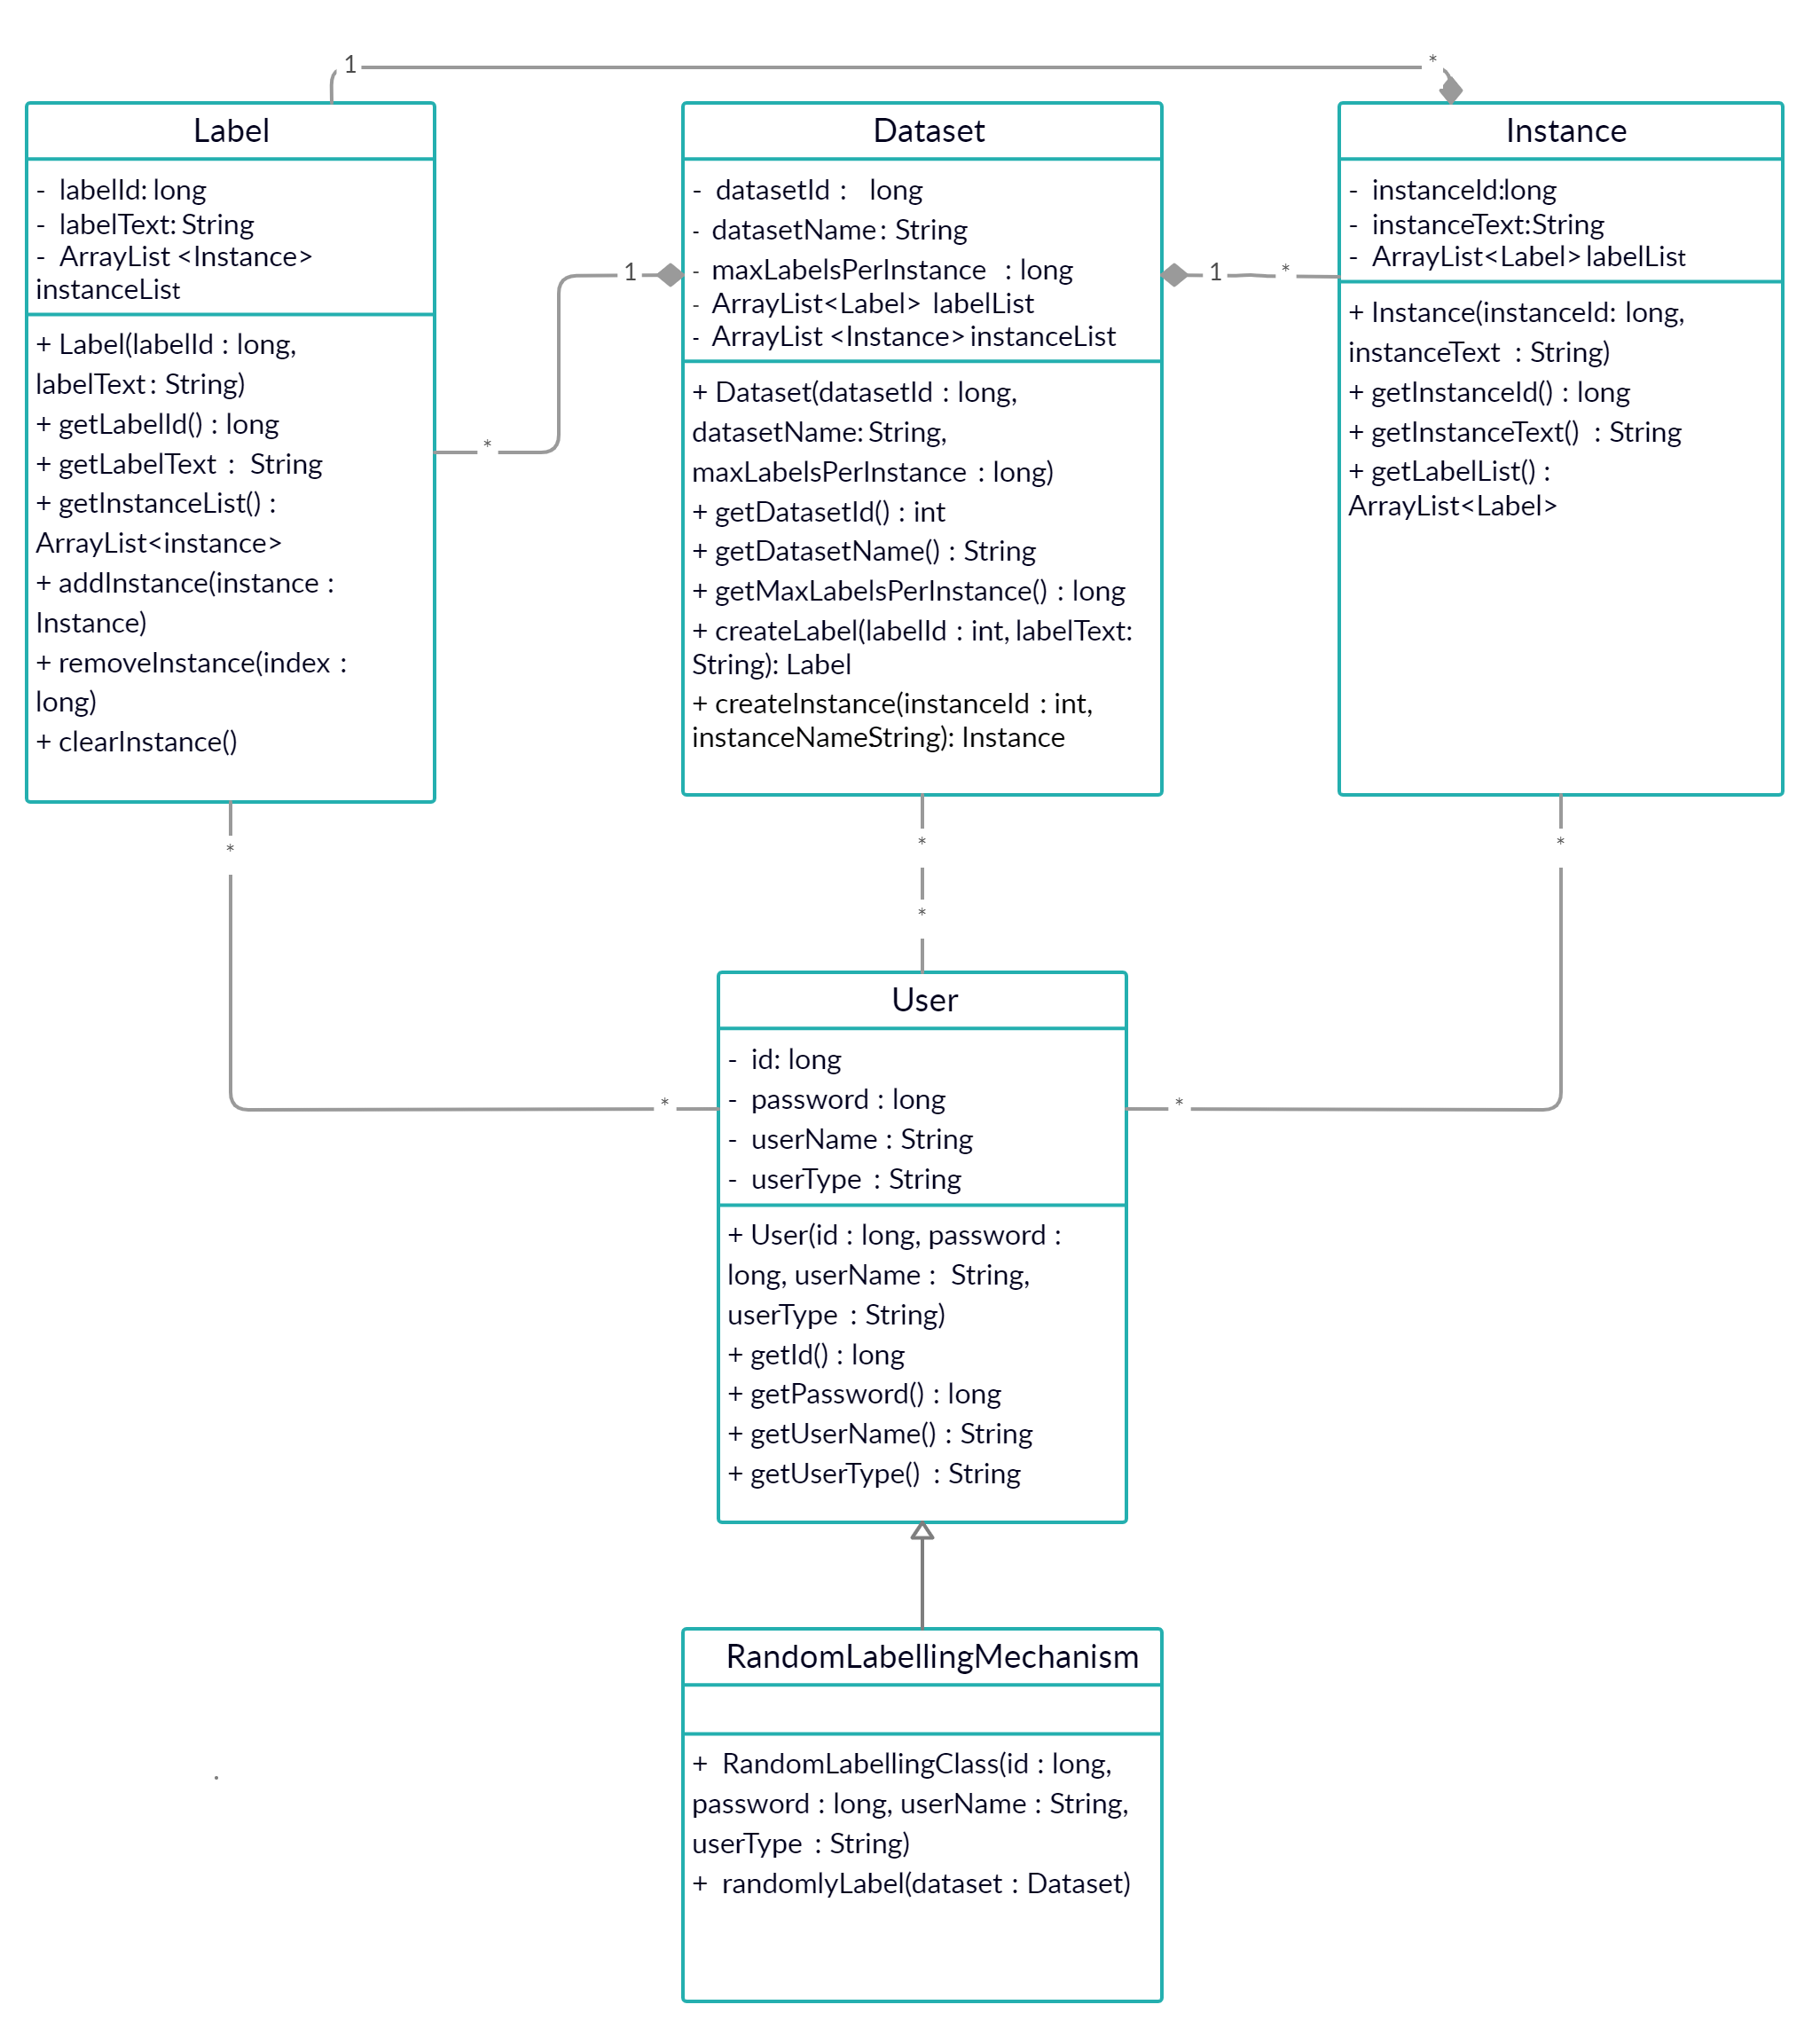 1
*
Label
- labelId: long
- labelText: String
- ArrayList <Instance>
instanceList
+ Label(labelId : long,
labelText : String)
+ getLabelId() : long
+ getLabelText : String
+ getInstanceList() :
ArrayList<instance>
+ addInstance(instance :
Instance)
+ removeInstance(index :
long)
+ clearInstance()
*
1
Dataset
- datasetId : long
- datasetName : String
- maxLabelsPerInstance : long
- ArrayList<Label> labelList
- ArrayList <Instance> instanceList
+ Dataset(datasetId : long,
datasetName: String,
maxLabelsPerInstance : long)
+ getDatasetId() : int
+ getDatasetName() : String
+ getMaxLabelsPerInstance() : long
+ createLabel(labelId : int, labelText:
String): Label
+ createInstance(instanceId : int,
instanceName:String): Instance
1
*
Instance
- instanceId:long
- instanceText:String
- ArrayList<Label> labelList
+ Instance(instanceId: long,
instanceText : String)
+ getInstanceId() : long
+ getInstanceText() : String
+ getLabelList() :
ArrayList<Label>
*
*
*
*
*
*
User
- id: long
- password : long
- userName : String
- userType : String
+ User(id : long, password :
long, userName : String,
userType : String)
+ getId() : long
+ getPassword() : long
+ getUserName() : String
+ getUserType() : String
RandomLabellingMechanism
+ RandomLabellingClass(id : long,
password : long, userName : String,
userType : String)
+ randomlyLabel(dataset : Dataset)
.